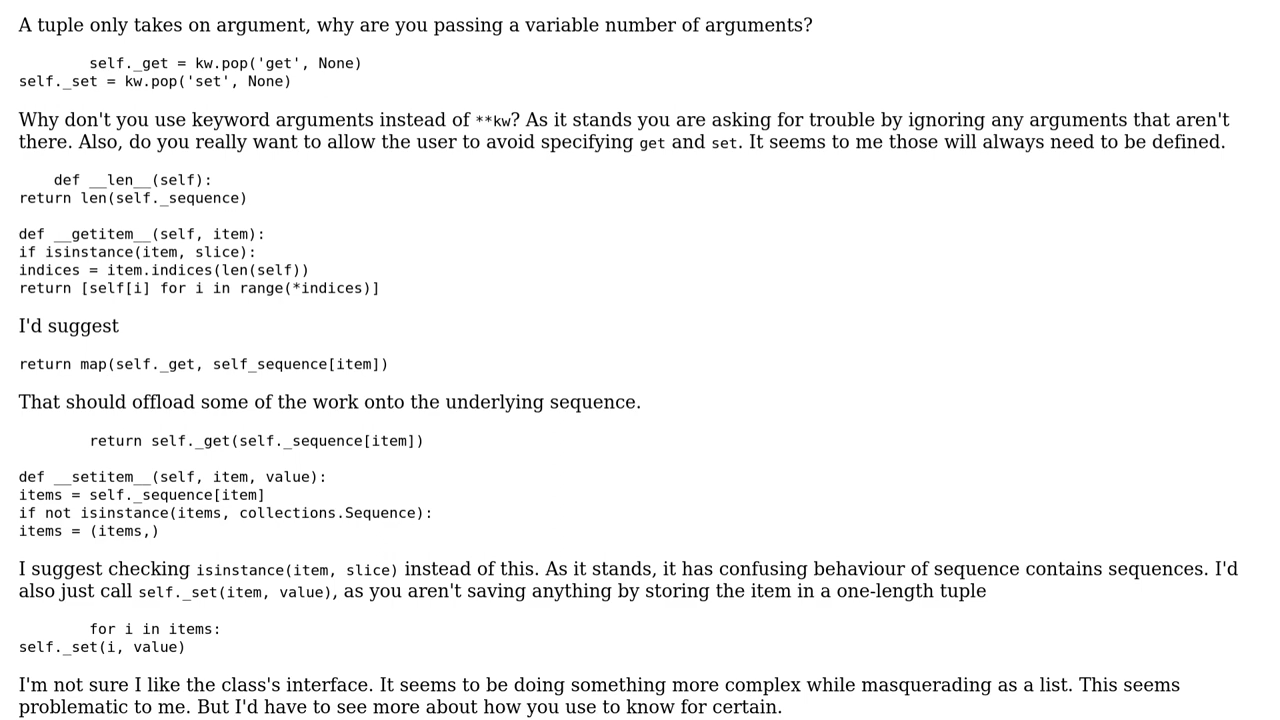 A tuple only takes on argument, why are you passing a variable number of arguments?
        self._get = kw.pop('get', None)
self._set = kw.pop('set', None)
Why don't you use keyword arguments instead of **kw? As it stands you are asking for trouble by ignoring any arguments that aren't
there. Also, do you really want to allow the user to avoid specifying get and set. It seems to me those will always need to be defined.
    def __len__(self):
return len(self._sequence)
def __getitem__(self, item):
if isinstance(item, slice):
indices = item.indices(len(self))
return [self[i] for i in range(*indices)]
I'd suggest
return map(self._get, self_sequence[item])
That should offload some of the work onto the underlying sequence.
        return self._get(self._sequence[item])
def __setitem__(self, item, value):
items = self._sequence[item]
if not isinstance(items, collections.Sequence):
items = (items,)
I suggest checking isinstance(item, slice) instead of this. As it stands, it has confusing behaviour of sequence contains sequences. I'd
also just call self._set(item, value), as you aren't saving anything by storing the item in a one-length tuple
        for i in items:
self._set(i, value)
I'm not sure I like the class's interface. It seems to be doing something more complex while masquerading as a list. This seems
problematic to me. But I'd have to see more about how you use to know for certain.